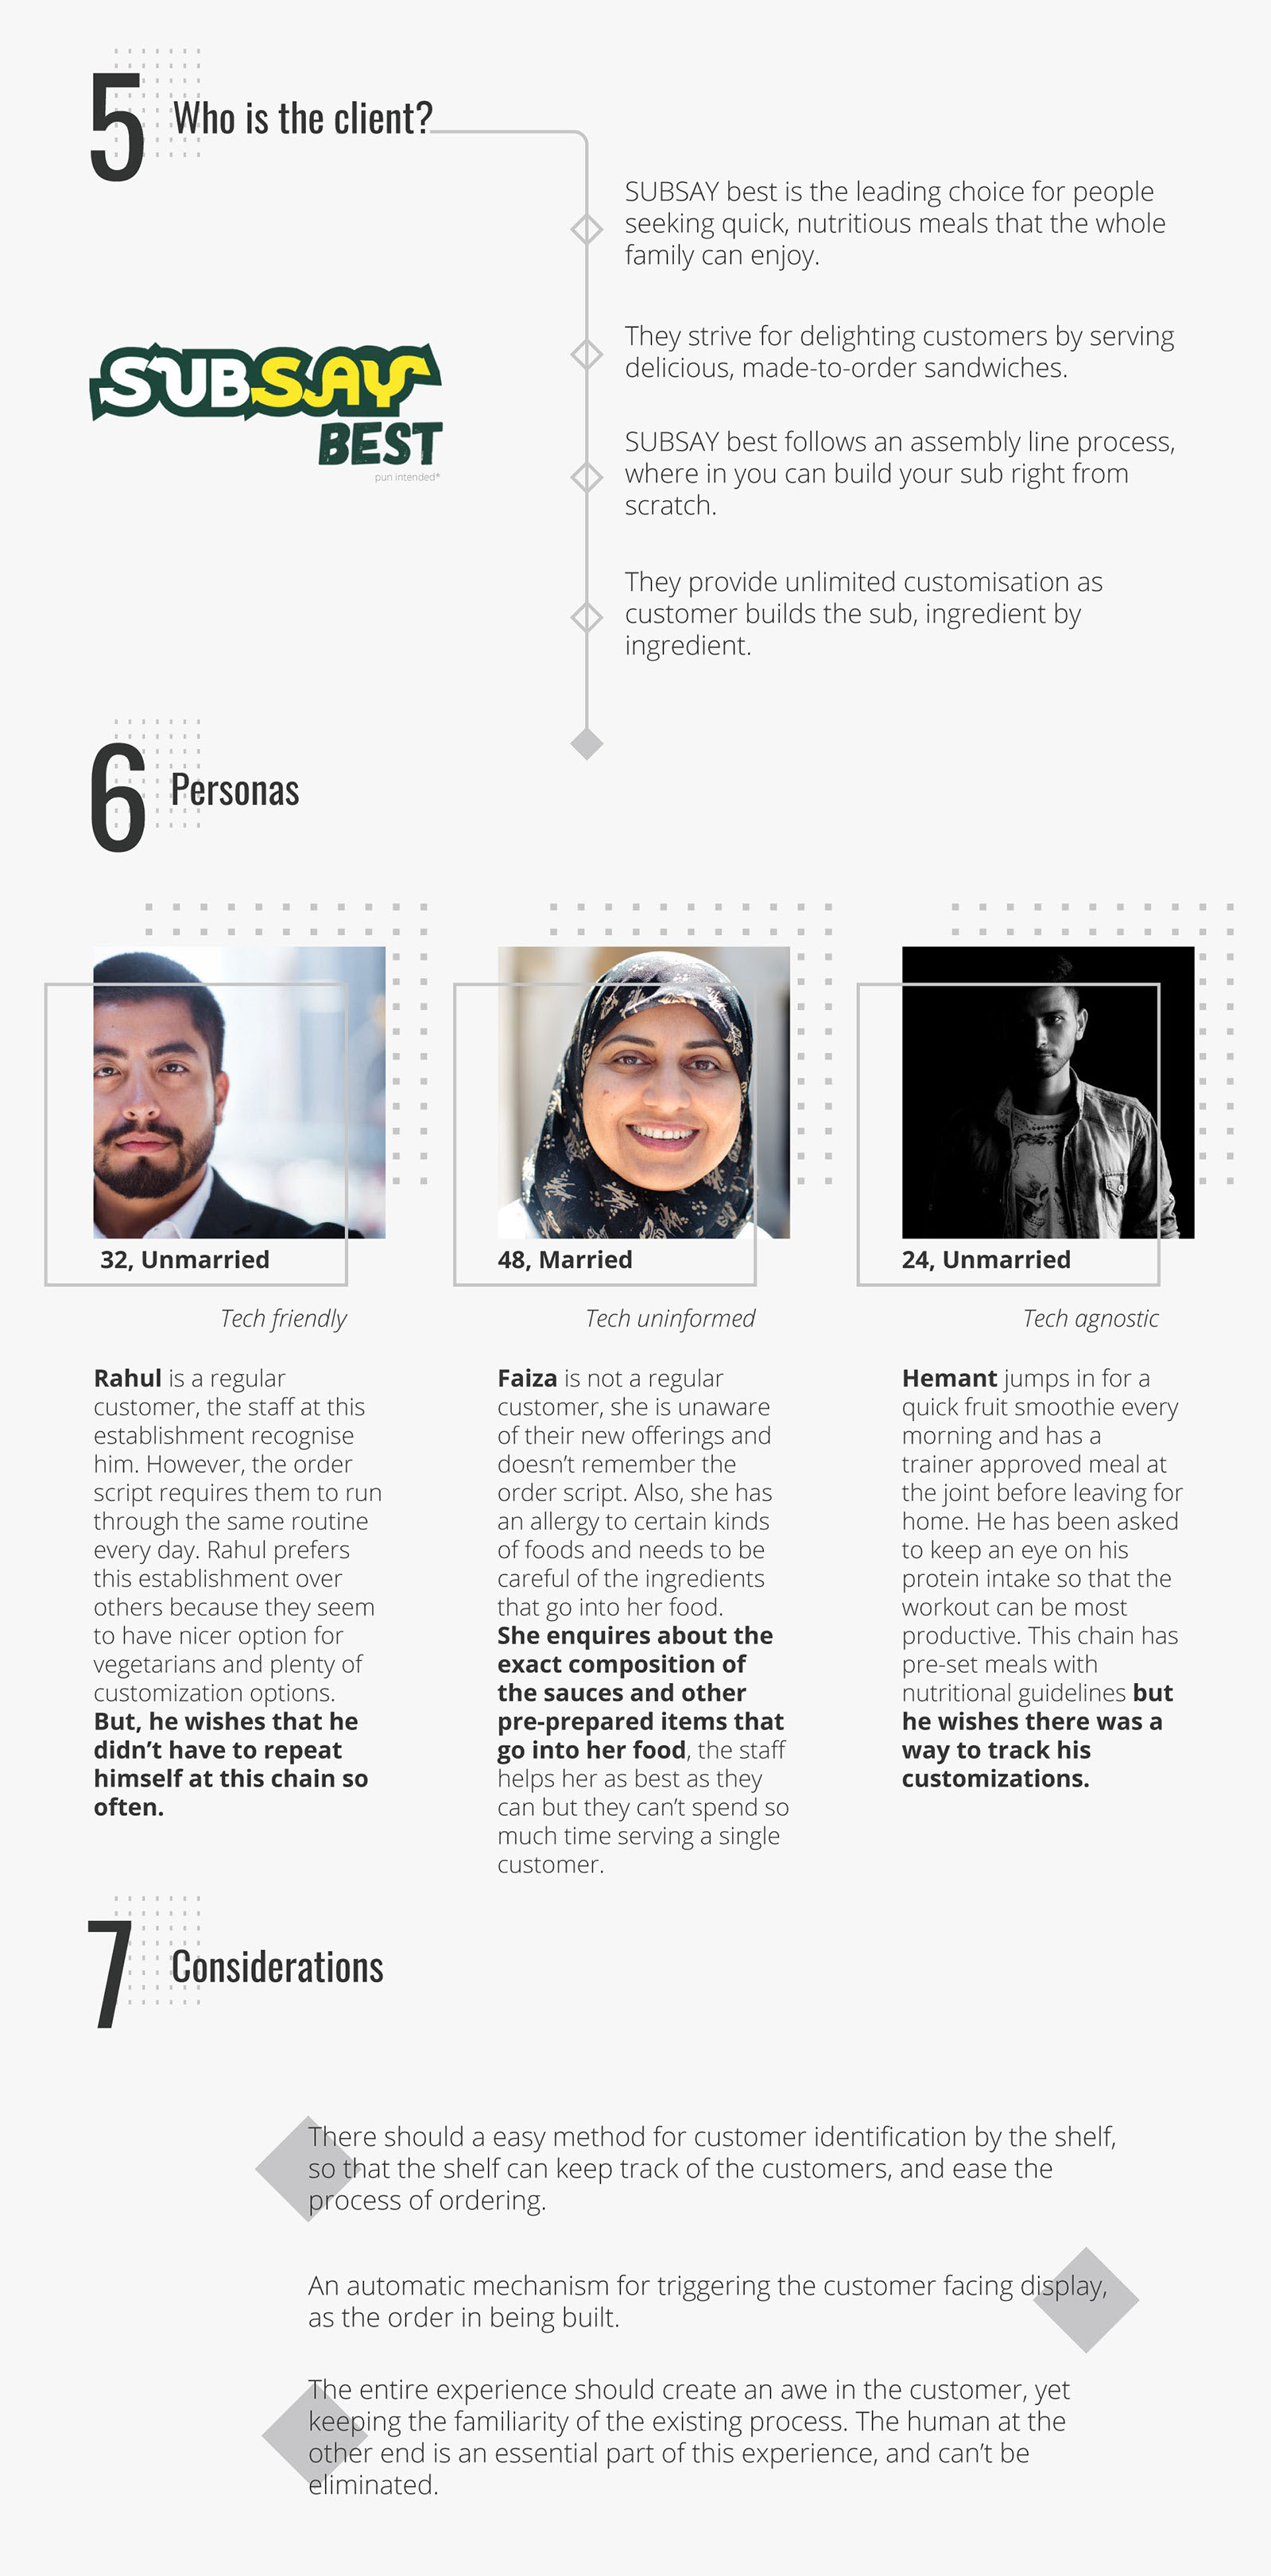 5
Who is the client?
SUBSAY best is the leading choice for people
seeking quick, nutritious meals that the whole
family can enjoy.
They strive for delighting customers by serving
delicious, made-to-order sandwiches.
SUBSAY
BEST
pun intended*
SUBSAY best follows an assembly line process,
where in you can build your sub right from
scratch.
They provide unlimited customisation as
customer builds the sub, ingredient by
ingredient.
6
Personas
32, Unmarried
Tech friendly
Rahul is a regular
customer, the staff at this
establishment recognise
him. However, the order
script requires them to run
through the same routine
every day. Rahul prefers
this establishment over
others because they seem
to have nicer option for
vegetarians and plenty of
customization options.
But, he wishes that he
didn't have to repeat
himself at this chain so
often.
48, Married
Tech uninformed
Faiza is not a regular
customer, she is unaware
of their new offerings and
doesn't remember the
order script. Also, she has
an allergy to certain kinds
of foods and needs to be
careful of the ingredients
that go into her food.
She enquires about the
exact composition of
the sauces and other
pre-prepared items that
go into her food, the staff
helps her as best as they
can but they can't spend so
much time serving a single
customer.
24, Unmarried
Tech agnostic
Hemant jumps in for a
quick fruit smoothie every
morning and has a
trainer approved meal at
the joint before leaving for
home. He has been asked
to keep an eye on his
protein intake so that the
workout can be most
productive. This chain has
pre-set meals with
nutritional guidelines but
he wishes there was a
way to track his
customizations.
7
Considerations
There should a easy method for customer identification by the shelf,
so that the shelf can keep track of the customers, and ease the
process of ordering.
An automatic mechanism for triggering the customer facing display,
as the order in being built.
The entire experience should create an awe in the customer, yet
keeping the familiarity of the existing process. The human at the
other end is an essential part of this experience, and can't be
eliminated.